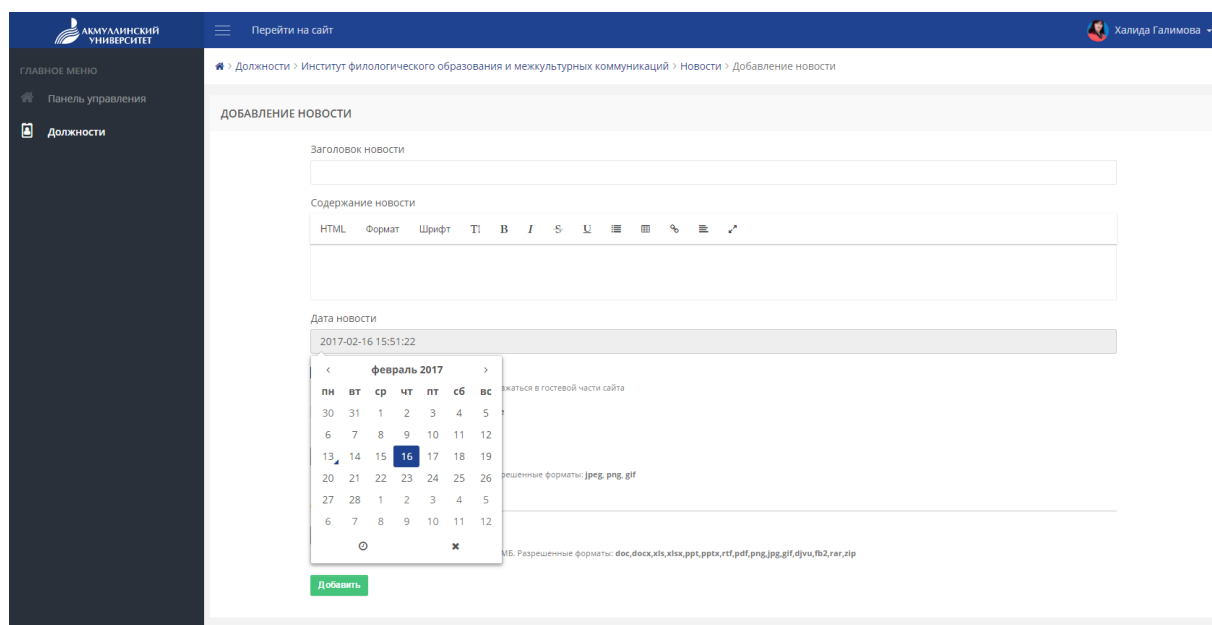 АКМУЛЛИНСКИЙ
УНИВЕРСИТЕТ
Перейти на сайт
Халида Галимова
ГЛАВНОЕ МЕНЮ
Панель управления
Должности
Должности > Институт филологического образования и межкультурных коммуникаций > Новости > Добавление новости
ДОБАВЛЕНИЕ НОВОСТИ
Заголовок новости
Содержание новости
HTML Формат Шрифт TI B I S U
Дата новости
2017-02-16 15:51:22
‹ февраль 2017 ›
пн вт ср чт пт сб вс
30 31 1 2 3 4 5
6 7 8 9 10 11 12
13 14 15 16 17 18 19
20 21 22 23 24 25 26
27 28 1 2 3 4 5
6 7 8 9 10 11 12
в гостевой части сайта
форматы: jpeg, png, gif
МБ. Разрешенные форматы: doc,docx,xls,xlsx,ppt,pptx,rtf,pdf,png,jpg,gif,djvu,fb2,rar,zip
Добавить